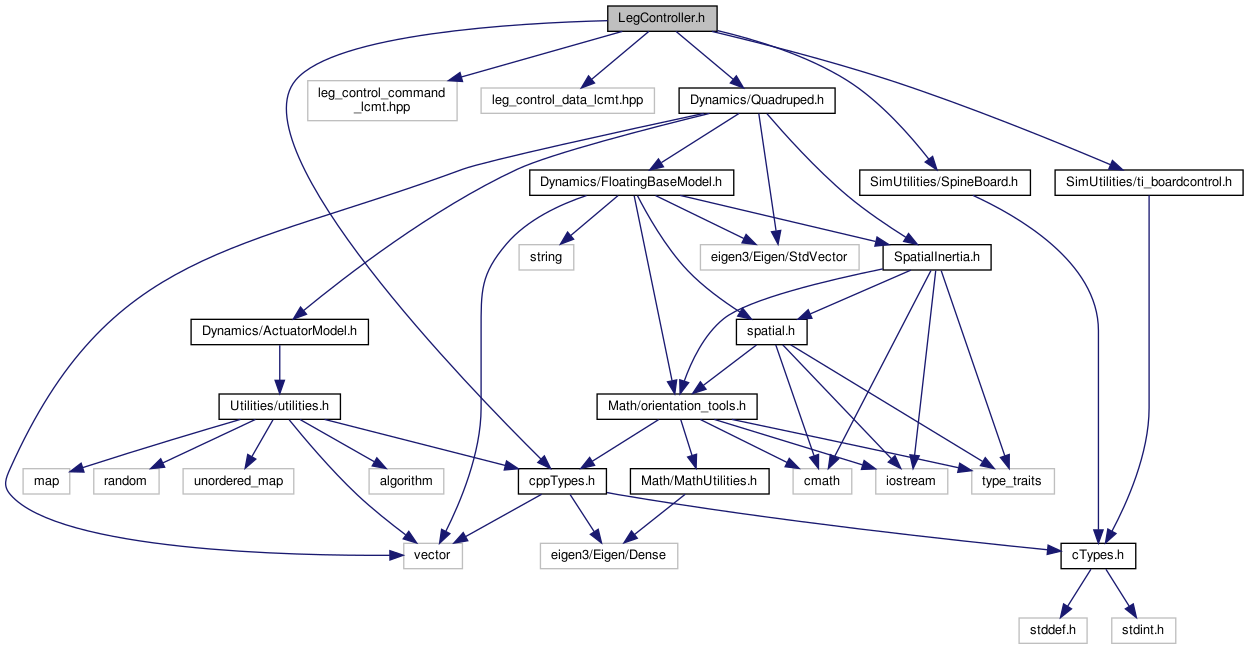 LegController.h
leg_control_command
_lcmt.hpp
leg_control_data_lcmt.hpp
Dynamics/Quadruped.h
Dynamics/FloatingBaseModel.h
SimUtilities/SpineBoard.h
SimUtilities/ti_boardcontrol.h
string
eigen3/Eigen/StdVector
SpatialInertia.h
Dynamics/ActuatorModel.h
spatial.h
Utilities/utilities.h
Math/orientation_tools.h
map
random
unordered_map
algorithm
cppTypes.h
Math/MathUtilities.h
cmath
iostream
type_traits
vector
eigen3/Eigen/Dense
cTypes.h
stddef.h
stdint.h